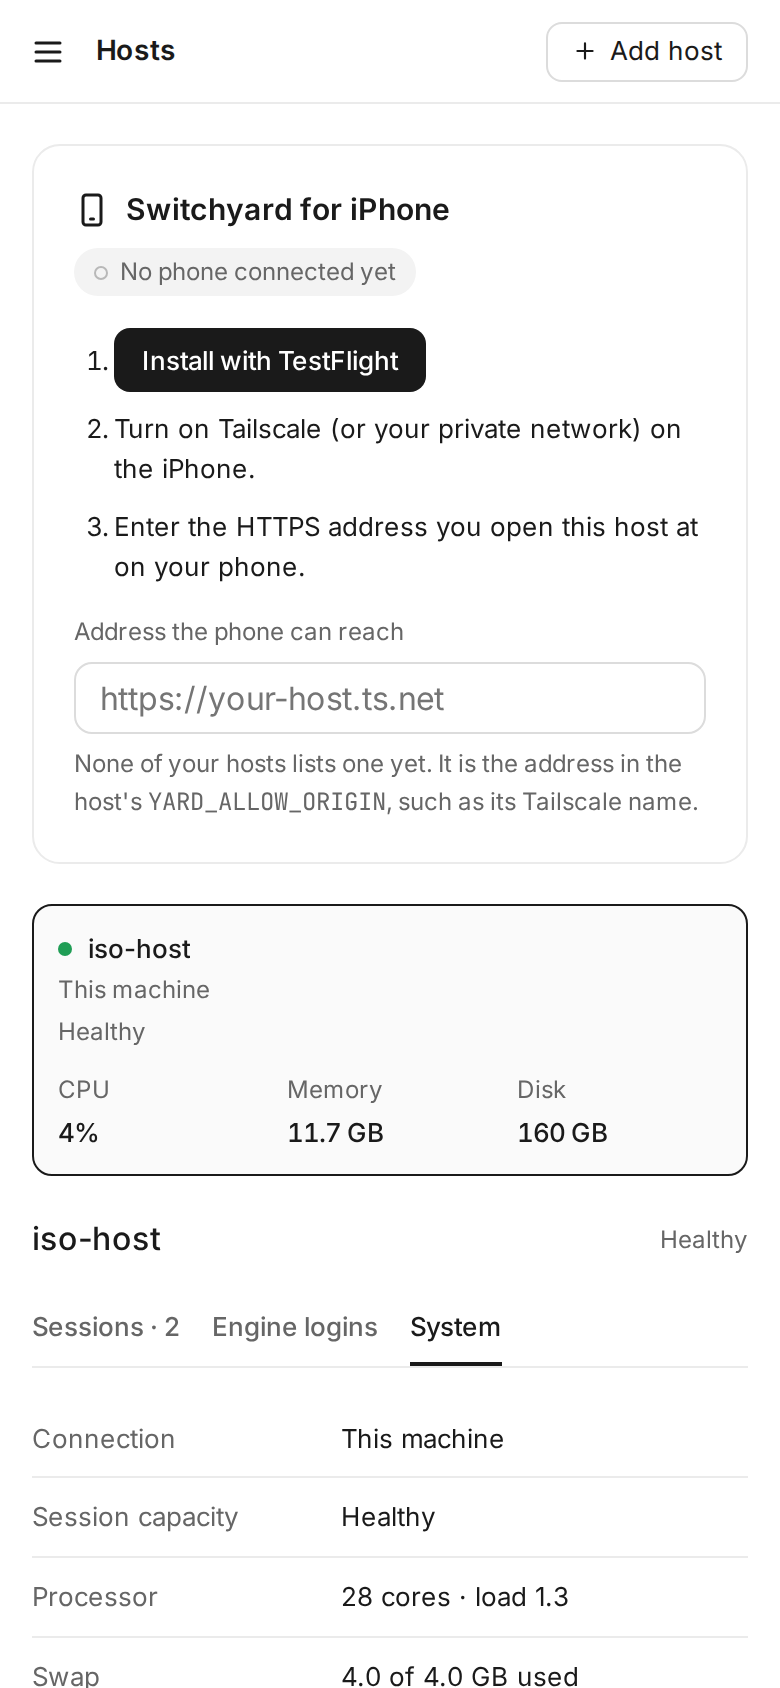 Hosts
+ Add host
Switchyard for iPhone
No phone connected yet
1. Install with TestFlight
2. Turn on Tailscale (or your private network) on
the iPhone.
3. Enter the HTTPS address you open this host at
on your phone.
Address the phone can reach
https://your-host.ts.net
None of your hosts lists one yet. It is the address in the
host's YARD_ALLOW_ORIGIN, such as its Tailscale name.
iso-host
This machine
Healthy
CPU Memory Disk
4% 11.7 GB 160 GB
iso-host Healthy
Sessions · 2 Engine logins System
Connection This machine
Session capacity Healthy
Processor 28 cores · load 1.3
Swap 4.0 of 4.0 GB used